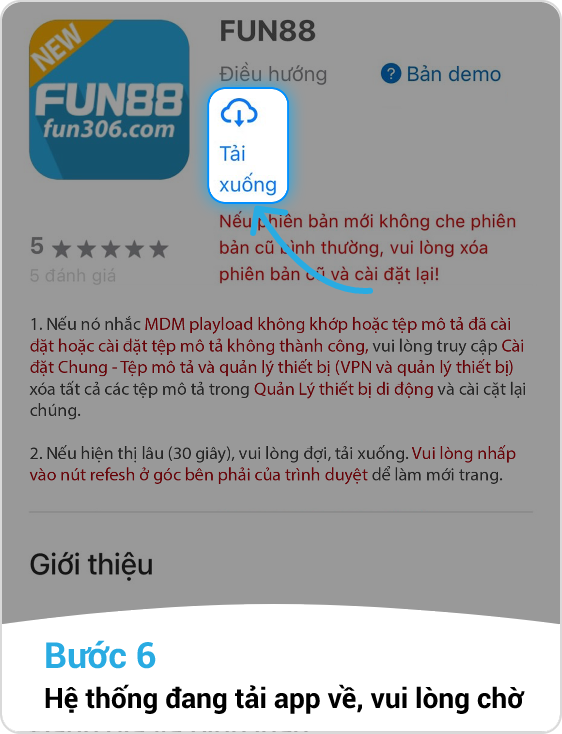 FUN88
NEW
Điều hướng
Bản demo
FUN88
fun306.com
Tải
xuống
Nếu phiên bản mới không che phiên
bản cũ bình thường, vui lòng xóa
phiên bản cũ và cài đặt lại!
5
5 đánh giá
1. Nếu nó nhắc MDM playload không khớp hoặc tệp mô tả đã cài
dặt hoặc cài dặt tệp mô tả không thành công, vui lòng truy cập Cài
đặt Chung - Tệp mô tả và quản lý thiết bị (VPN và quản lý thiết bị)
xóa tất cả các tệp mô tả trong Quản Lý thiết bị di động và cài cặt lại
chúng.
2. Nếu hiện thị lâu (30 giây), vui lòng đợi, tải xuống. Vui lòng nhấp
vào nút refesh ở góc bên phải của trình duyệt để làm mới trang.
Giới thiệu
Bước 6
Hệ thống đang tải app về, vui lòng chờ